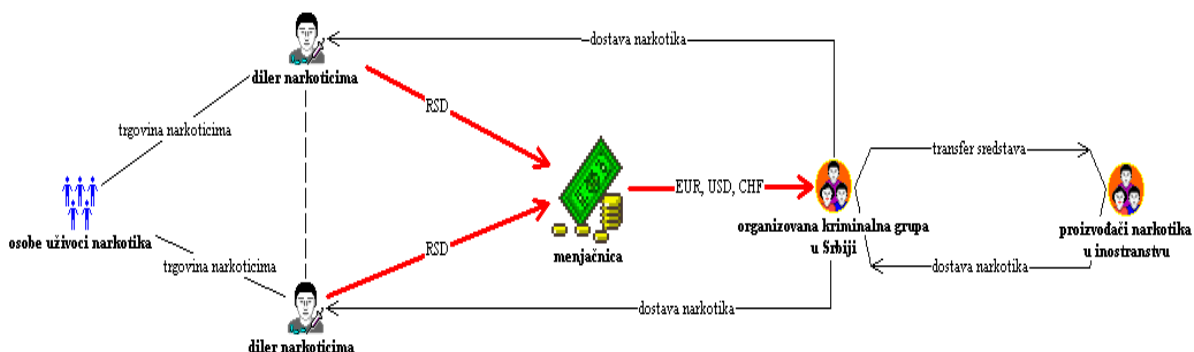 dostava narkotika
diler narkoticima
RSD
trgovina narkoticima
transfer sredstava
EUR, USD, CHF
osobe uživoci narkotika
menjačnica
organizovana kriminalna grupa
u Srbiji
proizvođači narkotika
u inostranstvu
RSD
trgovina narkoticima
dostava narkotika
dostava narkotika
diler narkoticima